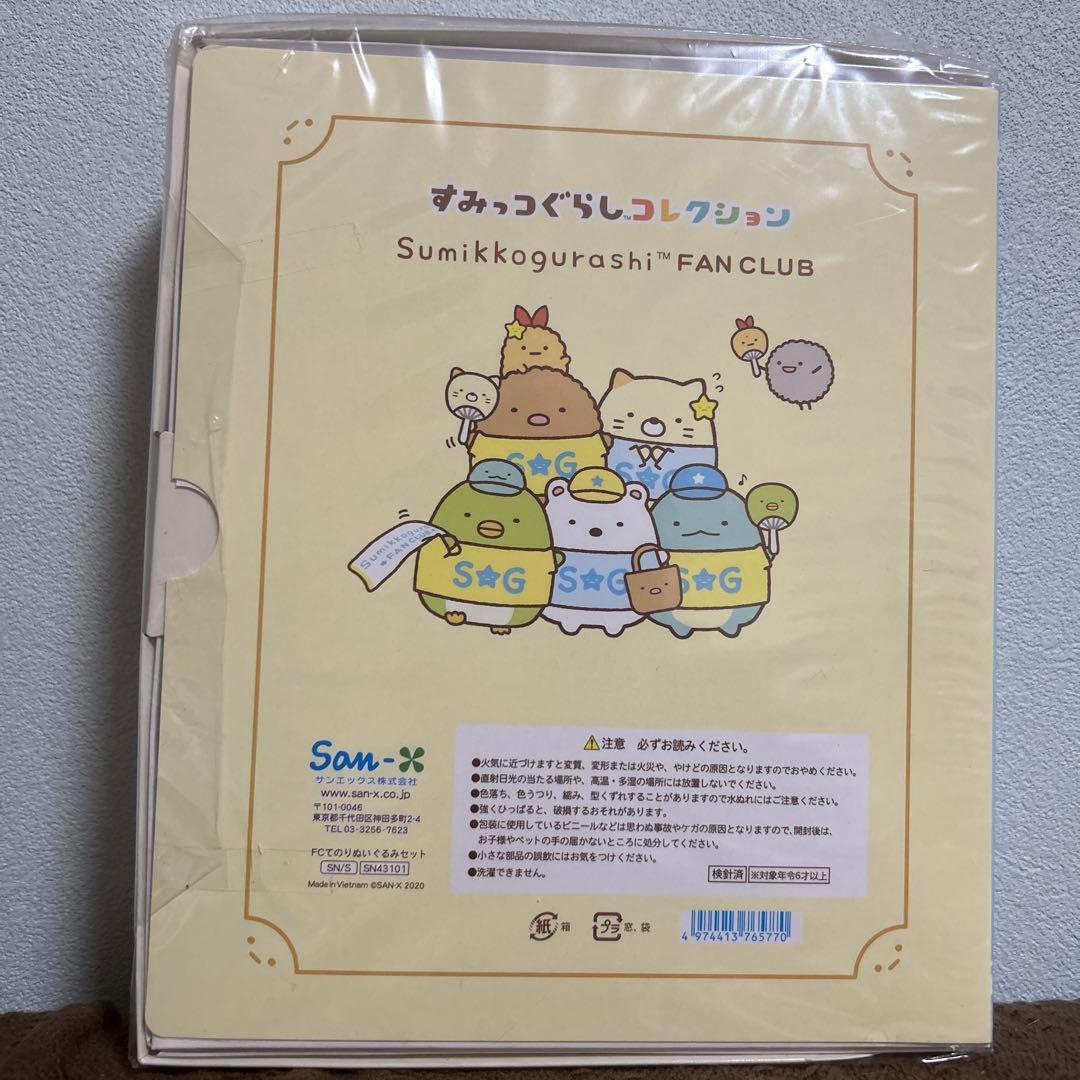 すみっコぐらし™コレクション
Sumikkogurashi™ FAN CLUB
S★G
S★G
Sumikkogurashi
★FAN CLUB
S★G
S★G
S★G
San-X
サンエックス株式会社
www.san-x.co.jp
〒101-0046
東京都千代田区神田多町2-4
TEL 03-3256-7623
FCてのりぬいぐるみセット
SN/S SN43101
Made in Vietnam ©SAN-X 2020
⚠注意 必ずお読みください。
●火気に近づけますと変質、変形または火災や、やけどの原因となりますのでおやめください。
●直射日光の当たる場所や、高温・多湿の場所には放置しないでください。
●色落ち、色うつり、縮み、型くずれすることがありますので水ぬれにはご注意ください。
●強くひっぱると、破損するおそれがあります。
●包装に使用しているビニールなどは思わぬ事故やケガの原因となりますので、開封後は、
お子様やペットの手の届かないところに処分してください。
●小さな部品の誤飲にはお気をつけください。
●洗濯できません。
検針済 ※対象年令6才以上
紙 箱
プラ 窓、袋
4 974413 765770